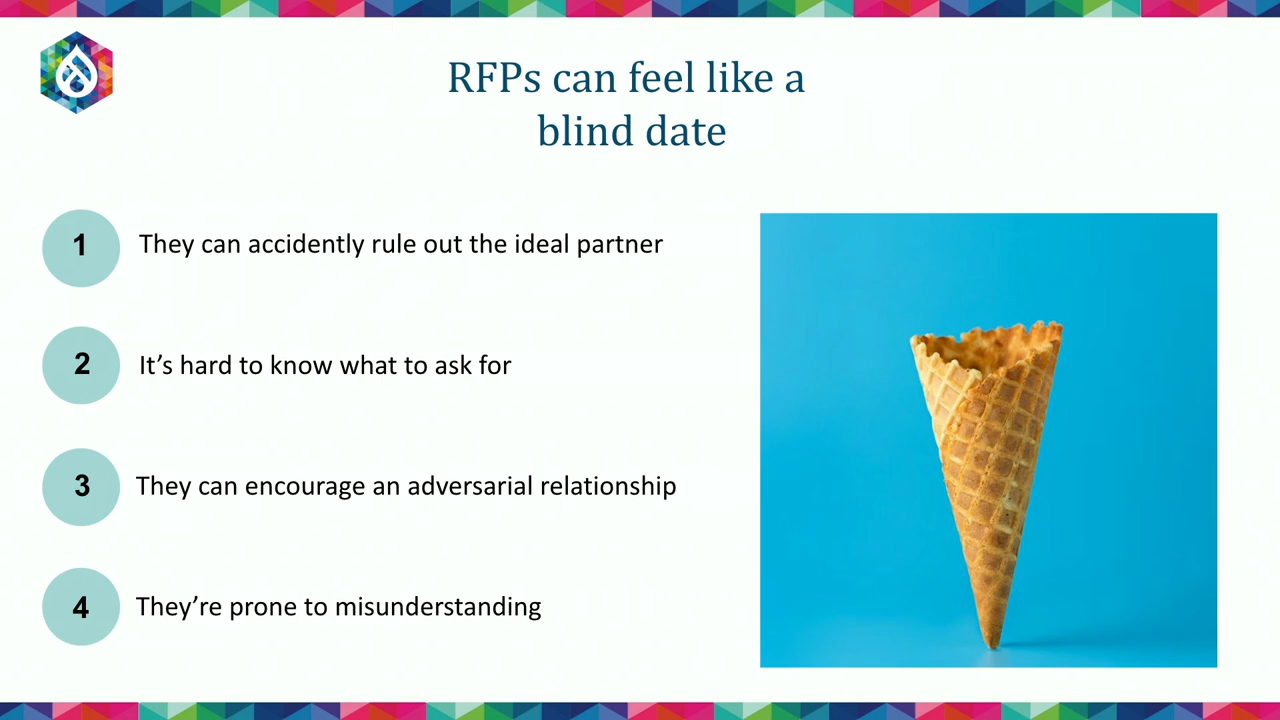 RFPs can feel like a
blind date
1 They can accidently rule out the ideal partner
2 It’s hard to know what to ask for
3 They can encourage an adversarial relationship
4 They’re prone to misunderstanding